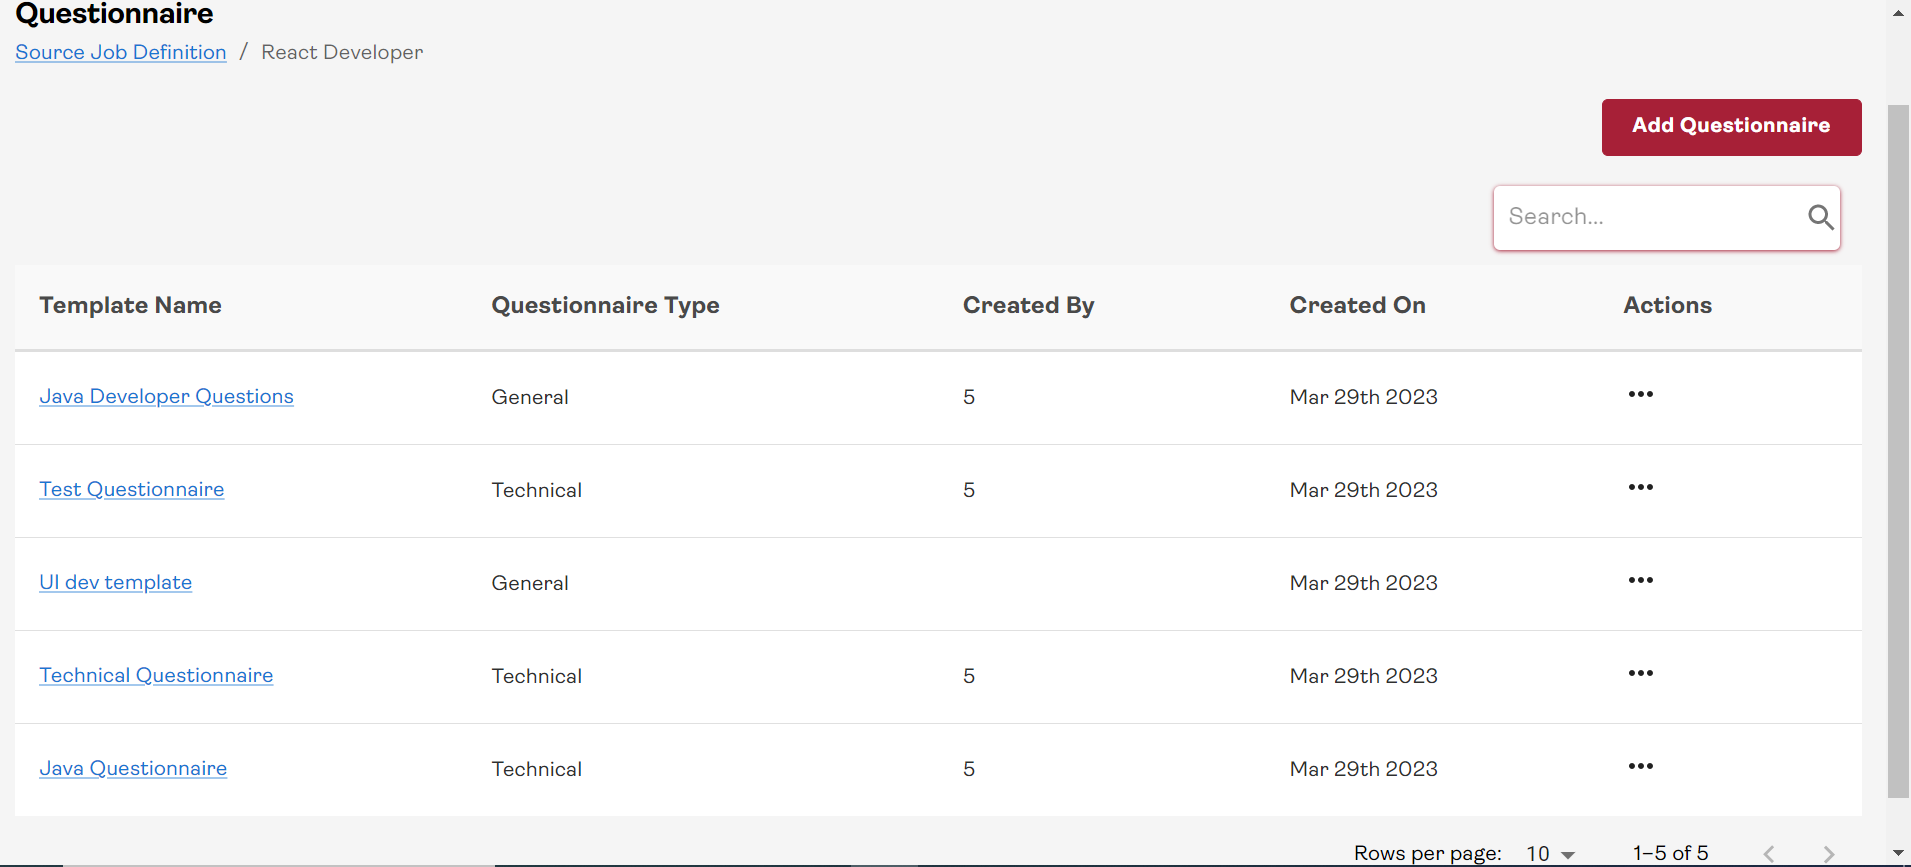 Questionnaire
Source Job Definition / React Developer
Add Questionnaire
Search...
Template Name Questionnaire Type Created By Created On Actions
Java Developer Questions General 5 Mar 29th 2023 •••
Test Questionnaire Technical 5 Mar 29th 2023 •••
UI dev template General Mar 29th 2023 •••
Technical Questionnaire Technical 5 Mar 29th 2023 •••
Java Questionnaire Technical 5 Mar 29th 2023 •••
Rows per page: 10 1–5 of 5